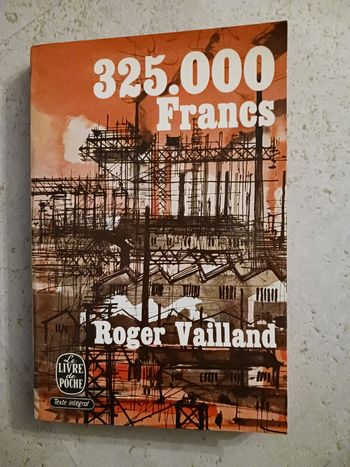 325.000
Francs
Roger Vailland
Le
LIVRE
de
POCHE
Texte intégral